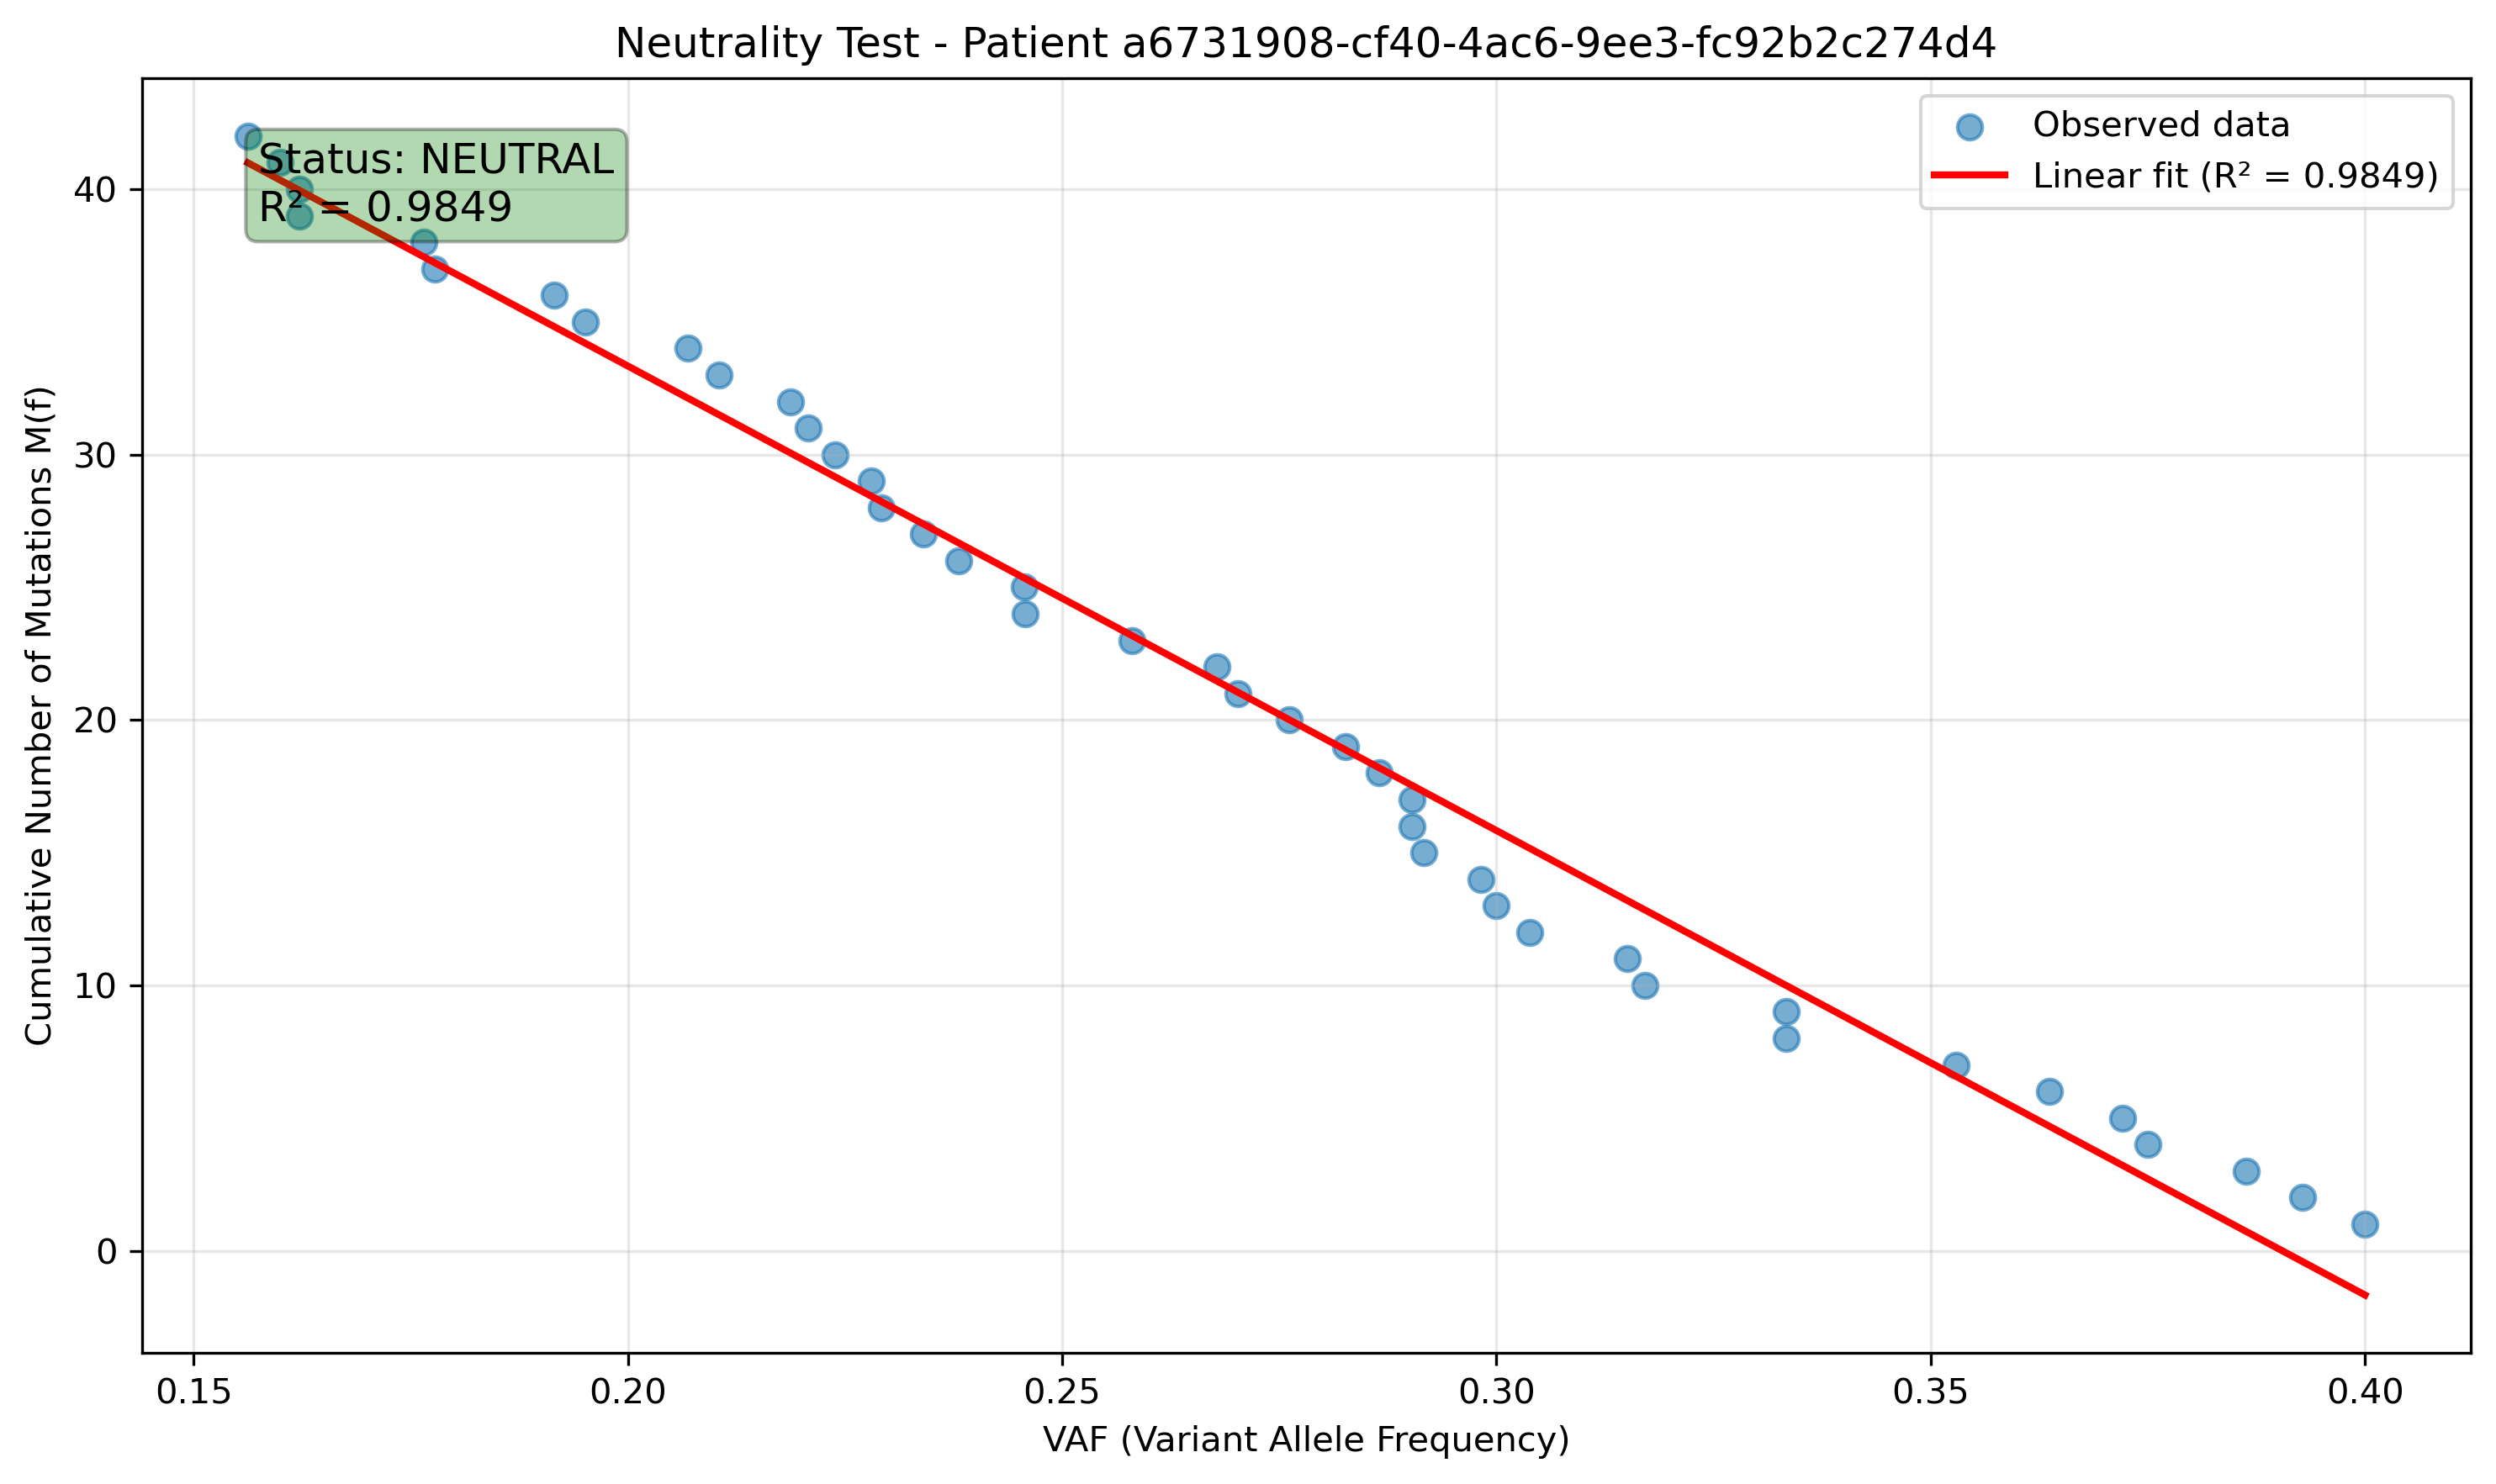 Neutrality Test - Patient a6731908-cf40-4ac6-9ee3-fc92b2c274d4
Status: NEUTRAL
R² = 0.9849
Observed data
Linear fit (R² = 0.9849)
Cumulative Number of Mutations M(f)
40
30
20
10
0
0.15
0.20
0.25
0.30
0.35
0.40
VAF (Variant Allele Frequency)